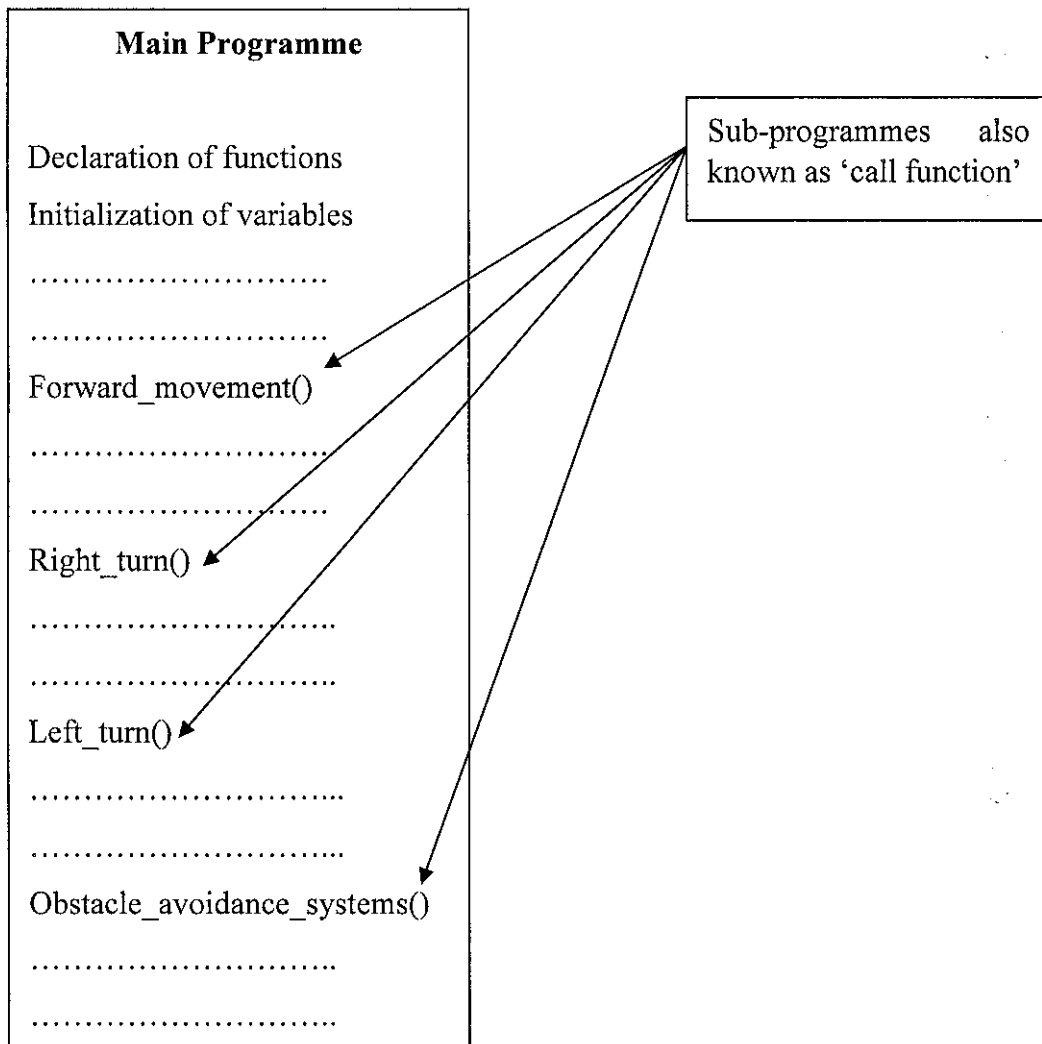 Main Programme
Declaration of functions
Initialization of variables
............................
............................
Forward_movement()
............................
............................
Right_turn()
.............................
.............................
Left_turn()
..............................
..............................
Obstacle_avoidance_systems()
.............................
.............................
Sub-programmes also
known as ‘call function’